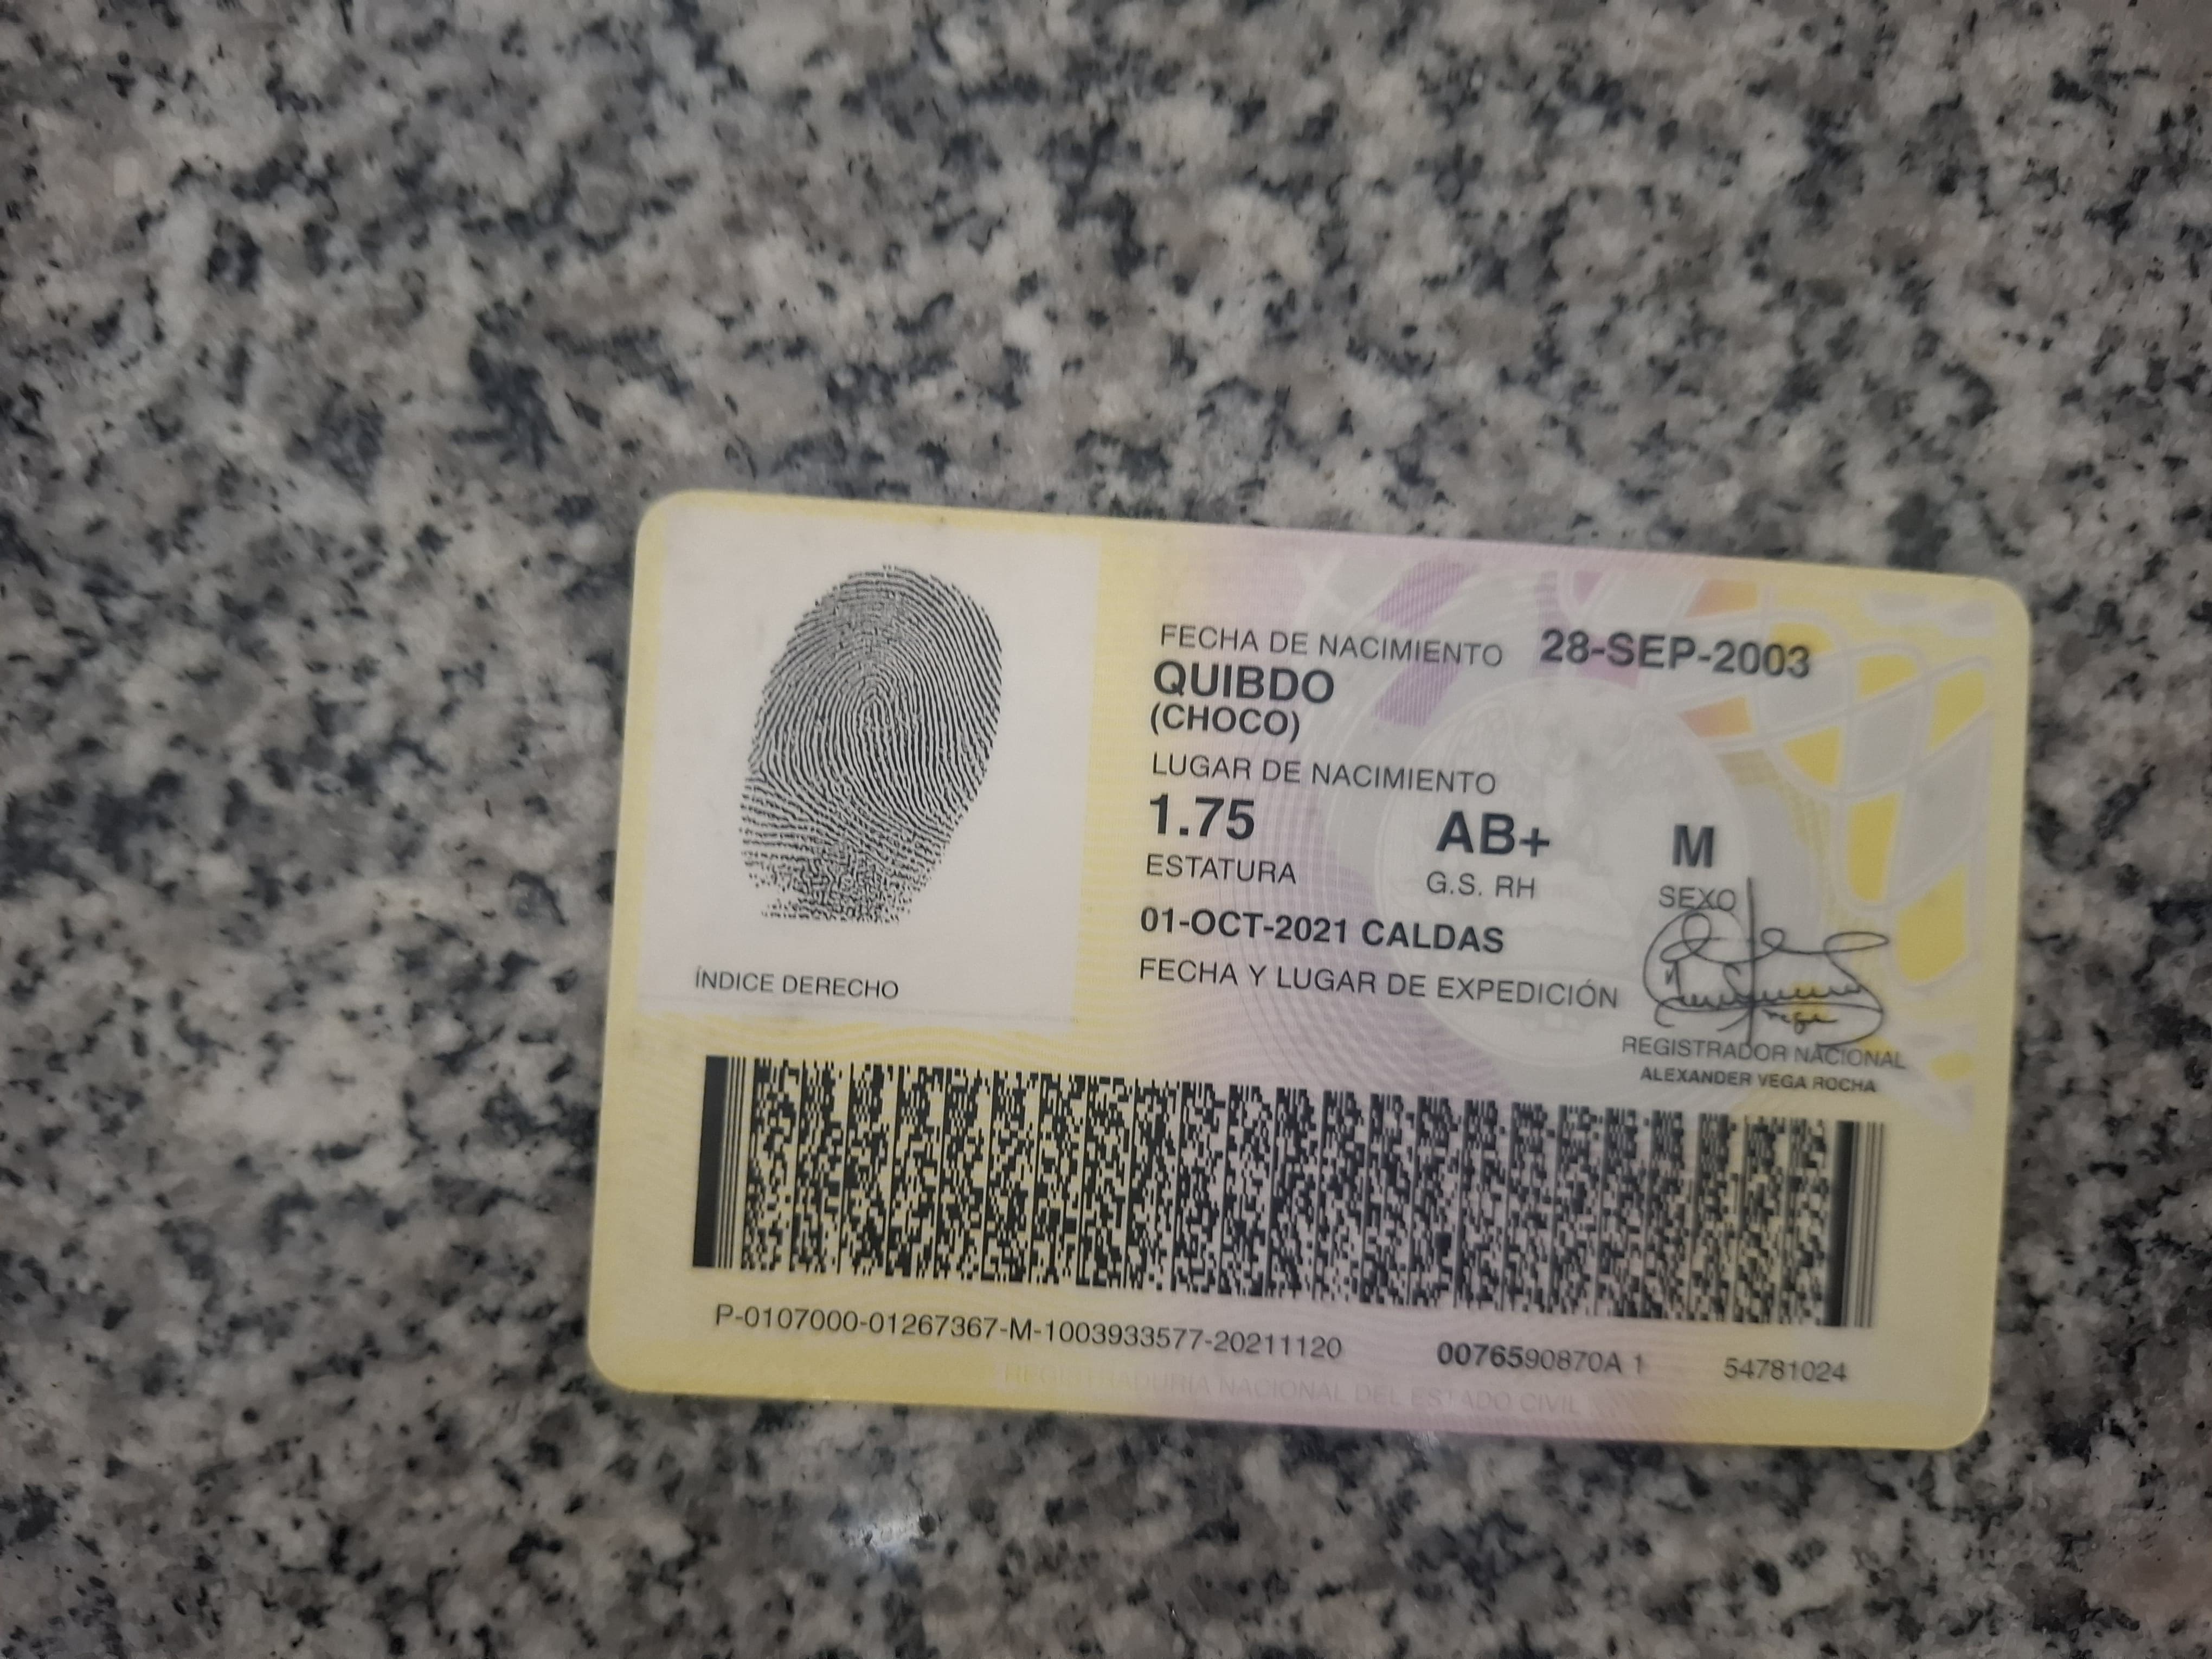 FECHA DE NACIMIENTO 28-SEP-2003
QUIBDO
(CHOCO)
LUGAR DE NACIMIENTO
1.75 AB+ M
ESTATURA G.S. RH SEXO
01-OCT-2021 CALDAS
FECHA Y LUGAR DE EXPEDICIÓN
ÍNDICE DERECHO
REGISTRADOR NACIONAL
ALEXANDER VEGA ROCHA
P-0107000-01267367-M-1003933577-20211120 0076590870A 1 54781024
REGISTRADURIA NACIONAL DEL ESTADO CIVIL